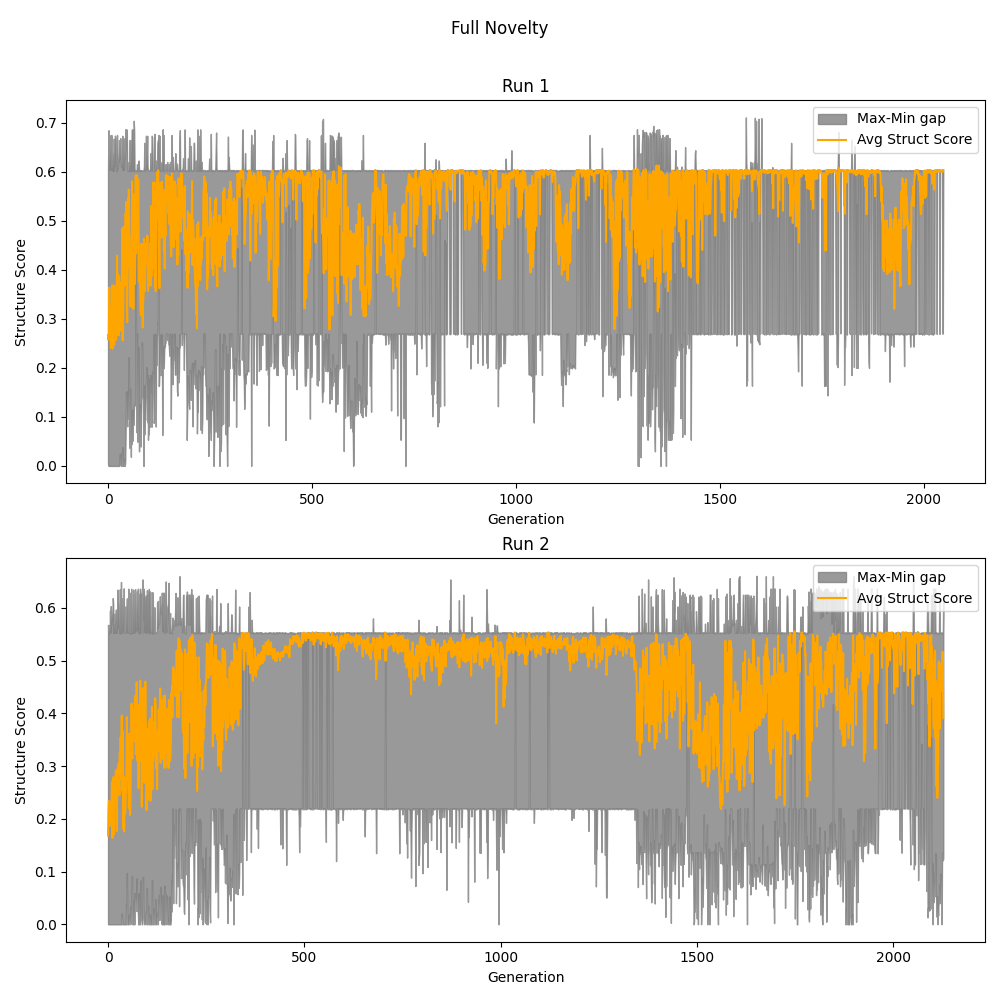 Full Novelty
Run 1
Structure Score
0.7
0.6
0.5
0.4
0.3
0.2
0.1
0.0
Max-Min gap
Avg Struct Score
0 500 1000 1500 2000
Generation
Run 2
Structure Score
0.6
0.5
0.4
0.3
0.2
0.1
0.0
Max-Min gap
Avg Struct Score
0 500 1000 1500 2000
Generation